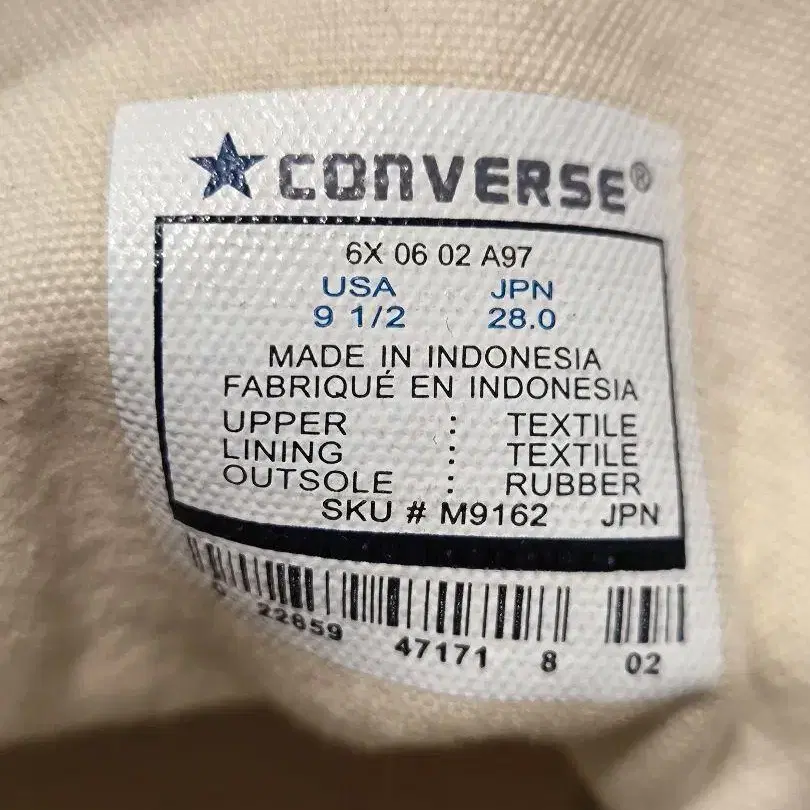 CONVERSE®
6X 06 02 A97
USA JPN
9 1/2 28.0
MADE IN INDONESIA
FABRIQUÉ EN INDONESIA
UPPER : TEXTILE
LINING : TEXTILE
OUTSOLE : RUBBER
SKU # M9162 JPN
22859 47171 8 02